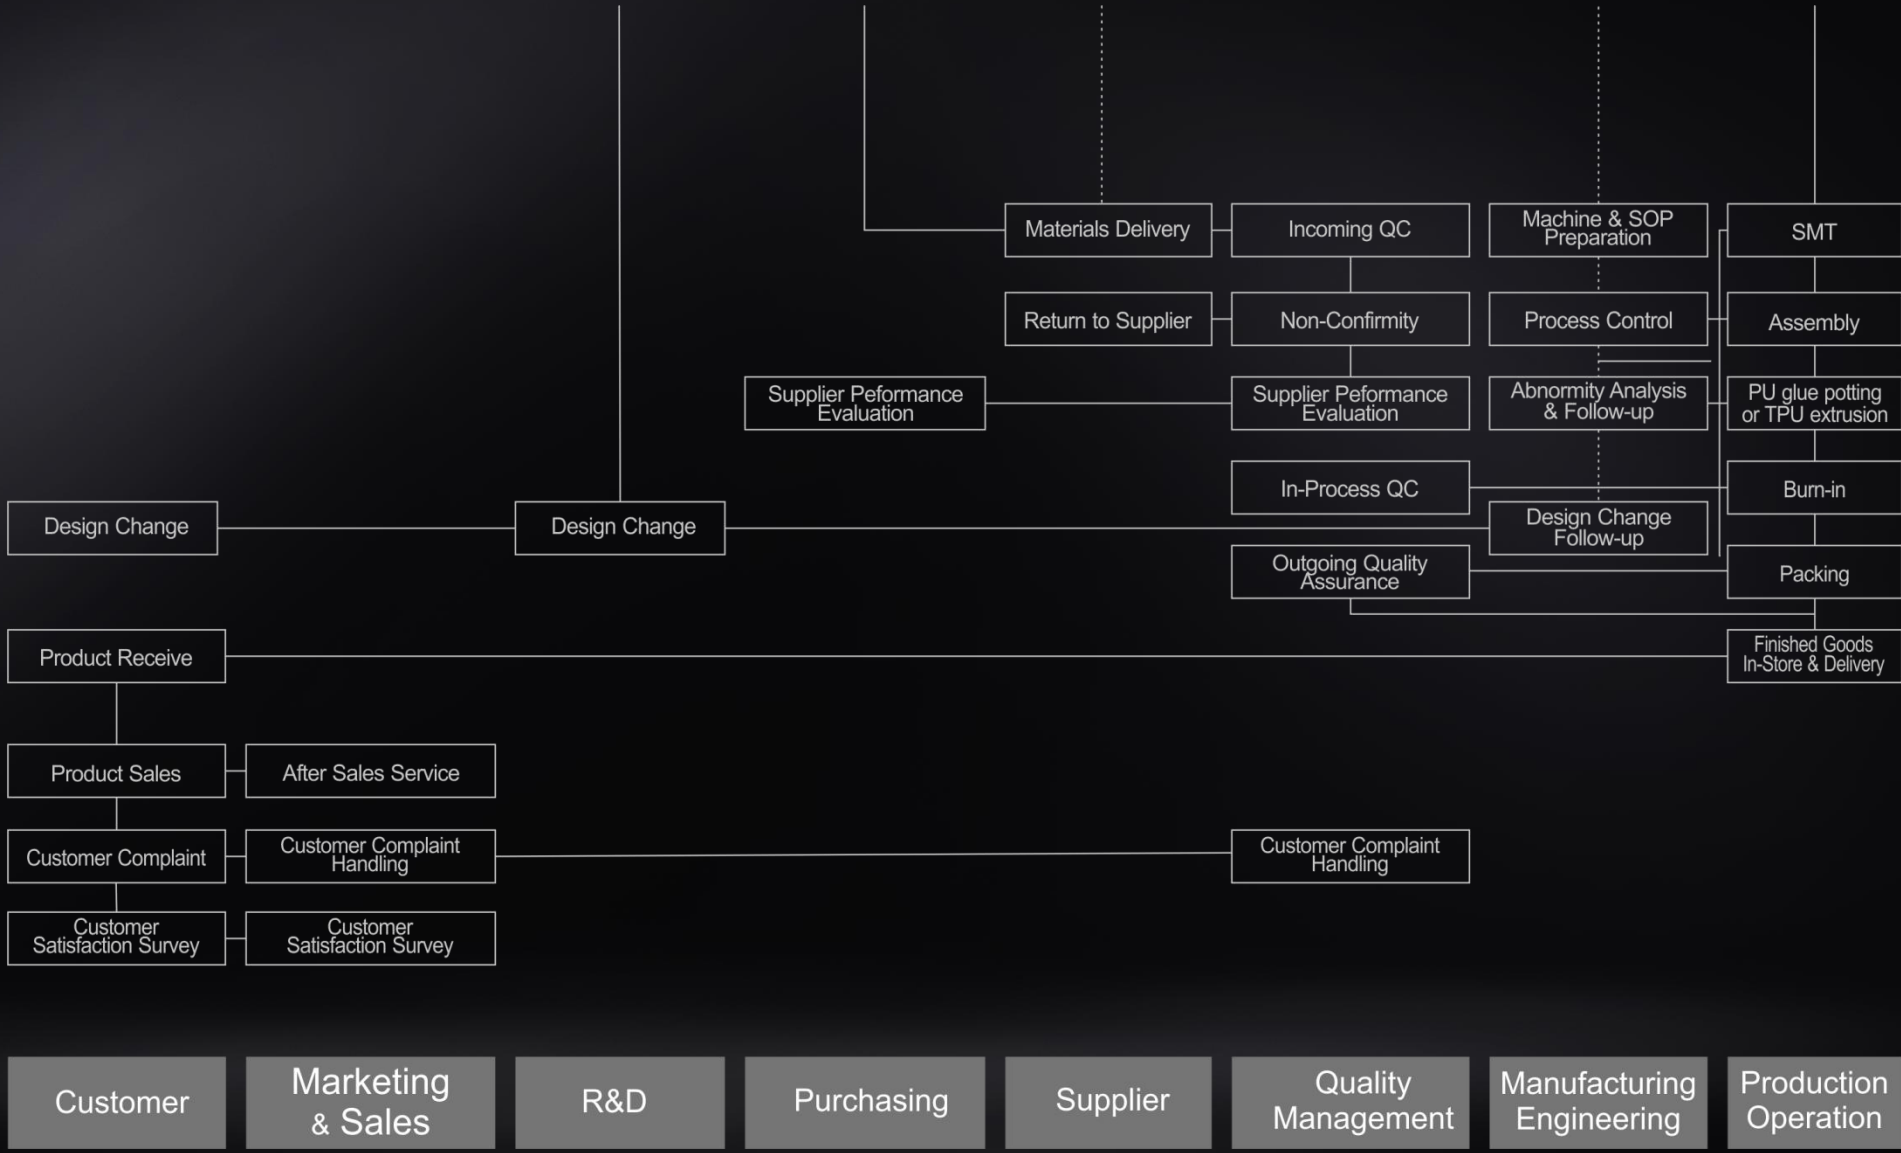 Materials Delivery
Incoming QC
Machine & SOP
Preparation
SMT
Return to Supplier
Non-Confirmity
Process Control
Assembly
Supplier Peformance
Evaluation
Supplier Peformance
Evaluation
Abnormity Analysis
& Follow-up
PU glue potting
or TPU extrusion
In-Process QC
Burn-in
Design Change
Design Change
Design Change
Follow-up
Outgoing Quality
Assurance
Packing
Product Receive
Finished Goods
In-Store & Delivery
Product Sales
After Sales Service
Customer Complaint
Customer Complaint
Handling
Customer Complaint
Handling
Customer
Satisfaction Survey
Customer
Satisfaction Survey
Customer
Marketing
& Sales
R&D
Purchasing
Supplier
Quality
Management
Manufacturing
Engineering
Production
Operation